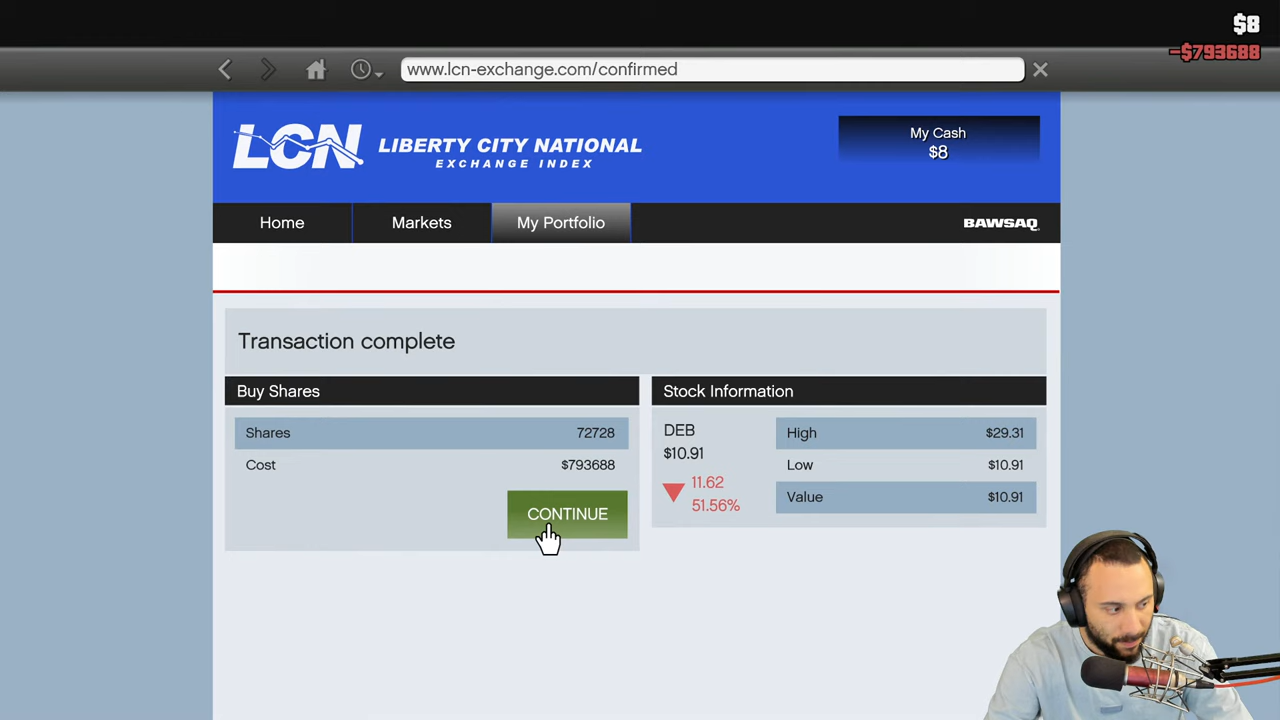 $8
-$793688
www.lcn-exchange.com/confirmed
LCN LIBERTY CITY NATIONAL
EXCHANGE INDEX
My Cash
$8
Home Markets My Portfolio BAWSAQ
Transaction complete
Buy Shares
Shares 72728
Cost $793688
CONTINUE
Stock Information
DEB
$10.91
11.62
51.56%
High $29.31
Low $10.91
Value $10.91